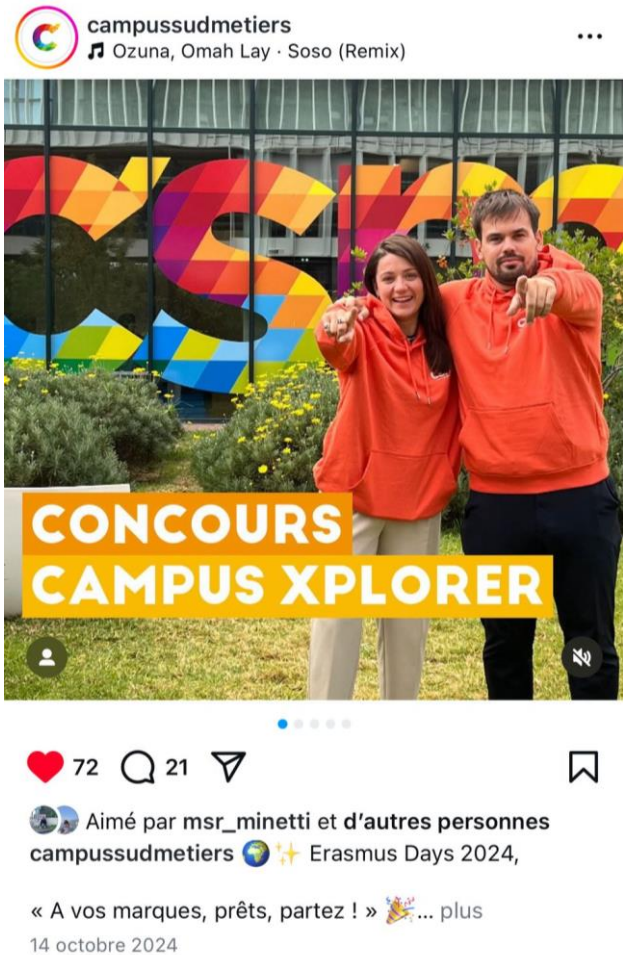 campussudmetiers
Ozuna, Omah Lay · Soso (Remix)
csm
CONCOURS
CAMPUS XPLORER
72 21
Aimé par msr_minetti et d'autres personnes
campussudmetiers 🌍✨ Erasmus Days 2024,
« A vos marques, prêts, partez ! » 🎉... plus
14 octobre 2024